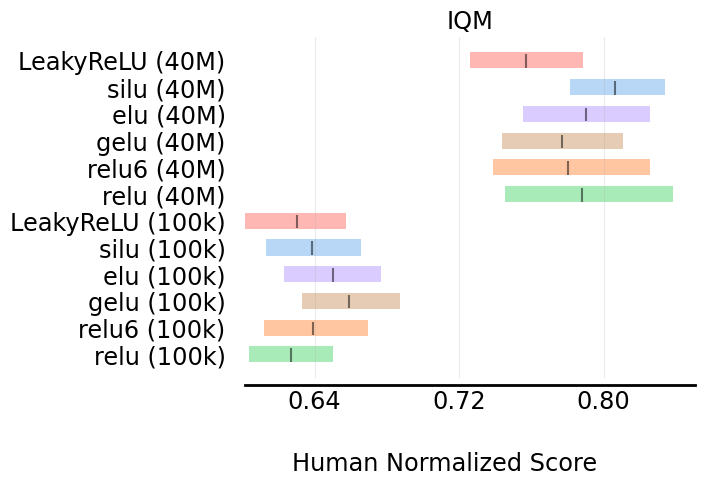 IQM
LeakyReLU (40M)
silu (40M)
elu (40M)
gelu (40M)
relu6 (40M)
relu (40M)
LeakyReLU (100k)
silu (100k)
elu (100k)
gelu (100k)
relu6 (100k)
relu (100k)
0.64 0.72 0.80
Human Normalized Score